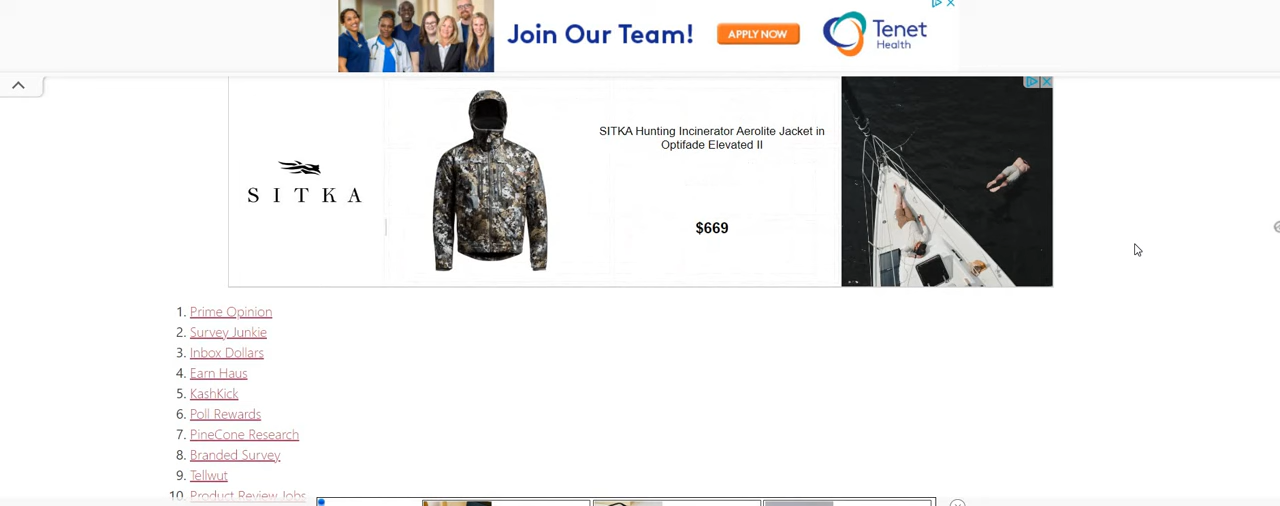 Join Our Team!
APPLY NOW
Tenet
Health
SITKA
SITKA Hunting Incinerator Aerolite Jacket in
Optifade Elevated II
$669
1. Prime Opinion
2. Survey Junkie
3. Inbox Dollars
4. Earn Haus
5. KashKick
6. Poll Rewards
7. PineCone Research
8. Branded Survey
9. Tellwut
10. Product Review Jobs